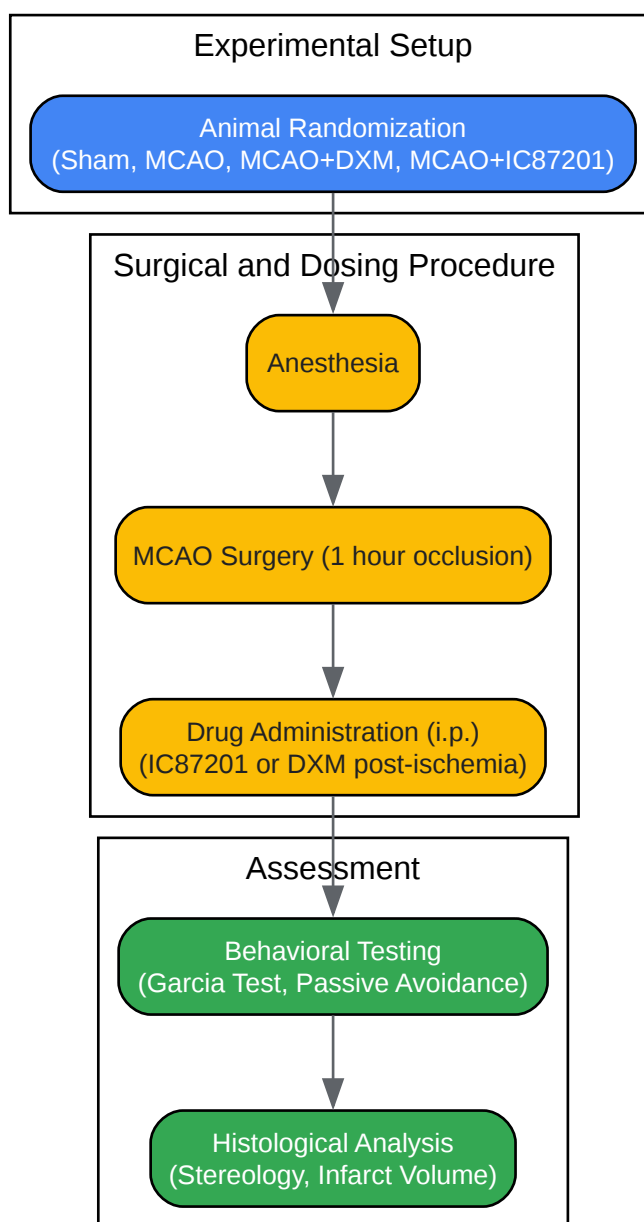 Experimental Setup
Animal Randomization
(Sham, MCAO, MCAO+DXM, MCAO+IC87201)
Surgical and Dosing Procedure
Anesthesia
MCAO Surgery (1 hour occlusion)
Drug Administration (i.p.)
(IC87201 or DXM post-ischemia)
Assessment
Behavioral Testing
(Garcia Test, Passive Avoidance)
Histological Analysis
(Stereology, Infarct Volume)